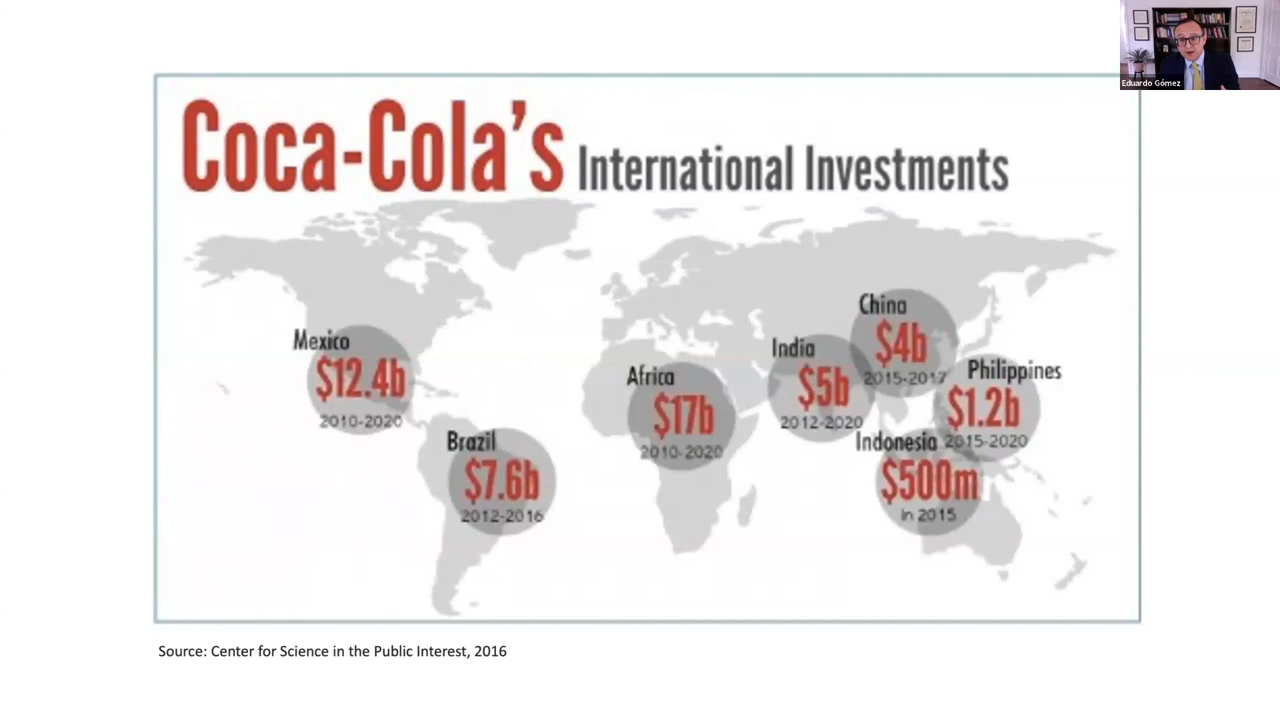 Eduardo Gómez
Coca-Cola's International Investments
Mexico
$12.4b
2010-2020
Brazil
$7.6b
2012-2016
Africa
$17b
2010-2020
India
$5b
2012-2020
China
$4b
2015-2017
Philippines
$1.2b
2015-2020
Indonesia
$500m
in 2015
Source: Center for Science in the Public Interest, 2016